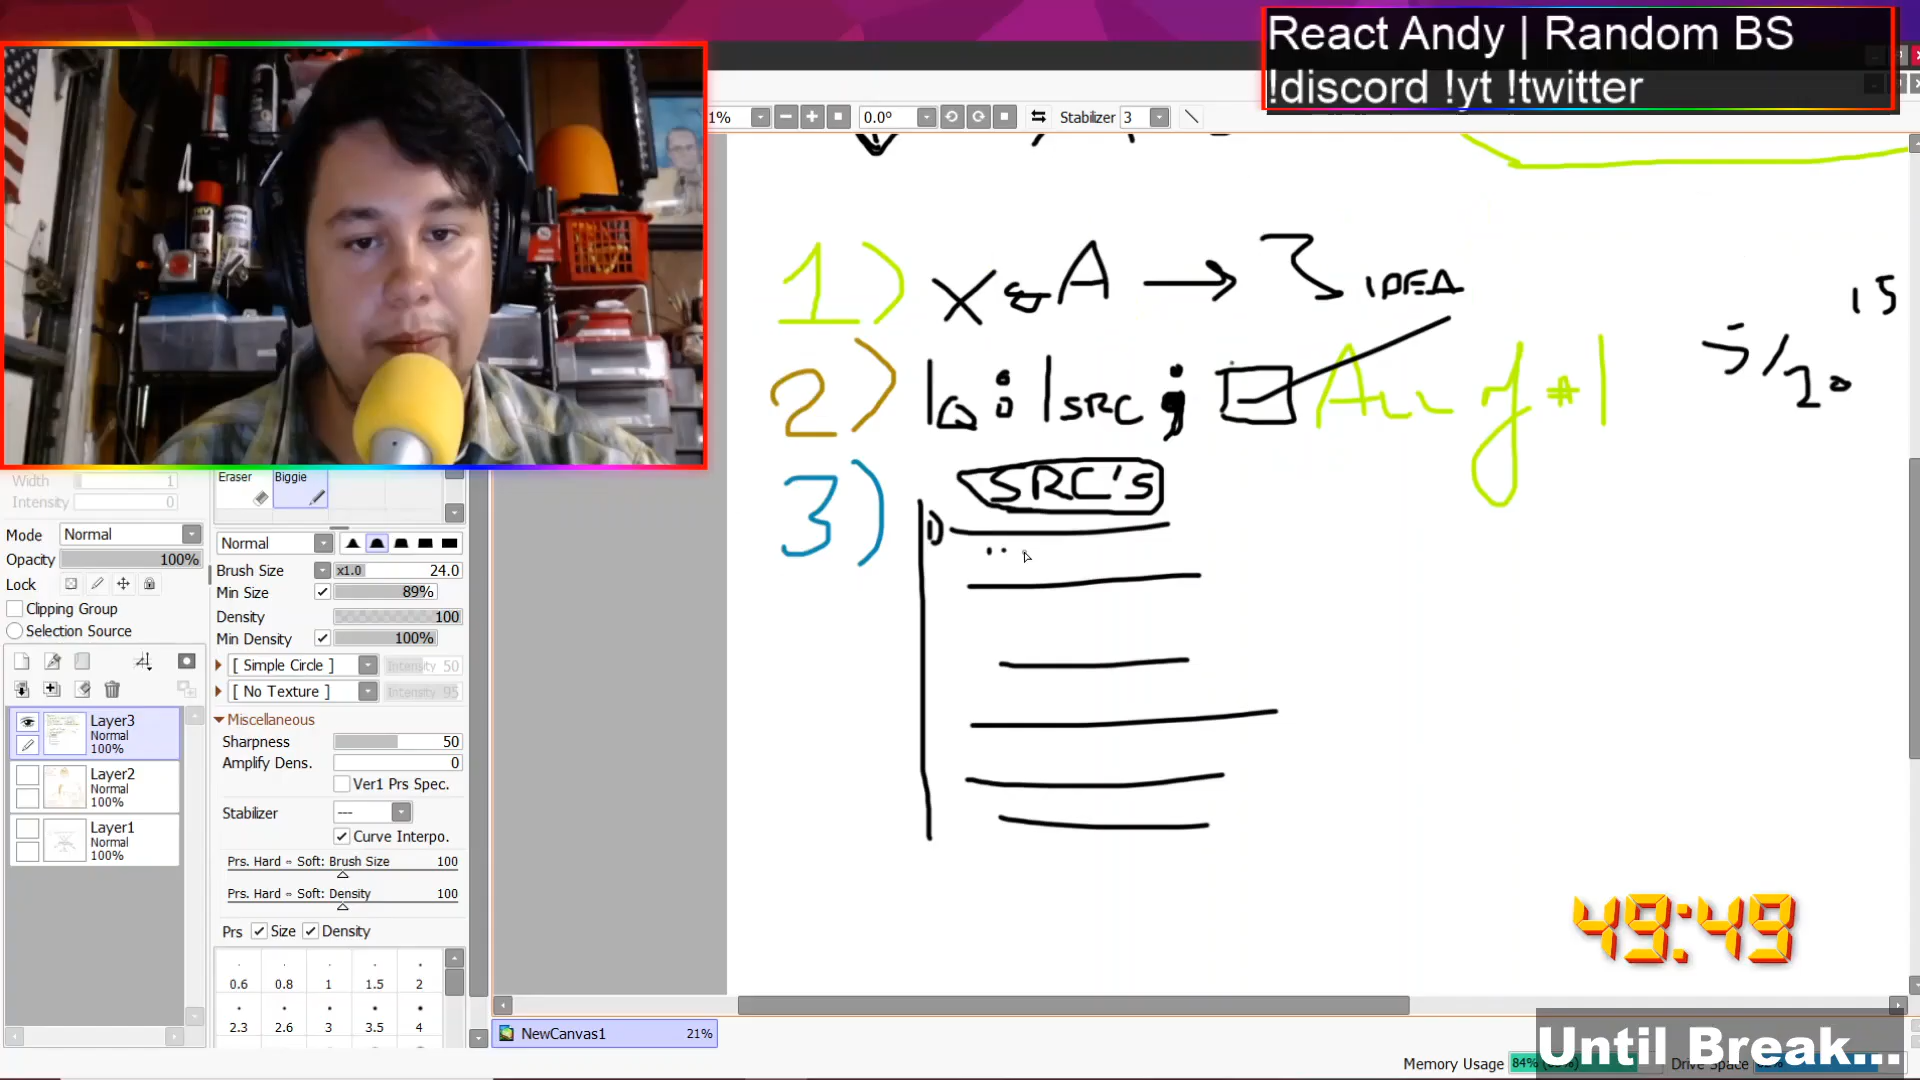 React Andy | Random BS
!discord !yt !twitter
1%
0.0°
Stabilizer 3
1) X A → 3 IDEA
15
2) 1Q : 1SRC ; ALL of #1
5/20
3) SRC'S
1)
Width 1
Intensity 0
Mode Normal
Opacity 100%
Lock
Clipping Group
Selection Source
Layer3
Normal
100%
Layer2
Normal
100%
Layer1
Normal
100%
Eraser
Biggie
Normal
Brush Size x1.0 24.0
Min Size 89%
Density 100
Min Density 100%
[ Simple Circle ] Intensity 50
[ No Texture ] Intensity 95
Miscellaneous
Sharpness 50
Amplify Dens. 0
Ver1 Prs Spec.
Stabilizer ---
Curve Interpo.
Prs. Hard ↔ Soft: Brush Size 100
Prs. Hard ↔ Soft: Density 100
Prs Size Density
0.6 0.8 1 1.5 2
2.3 2.6 3 3.5 4
49:49
NewCanvas1 21%
Until Break...
Memory Usage 84%
Drive Space